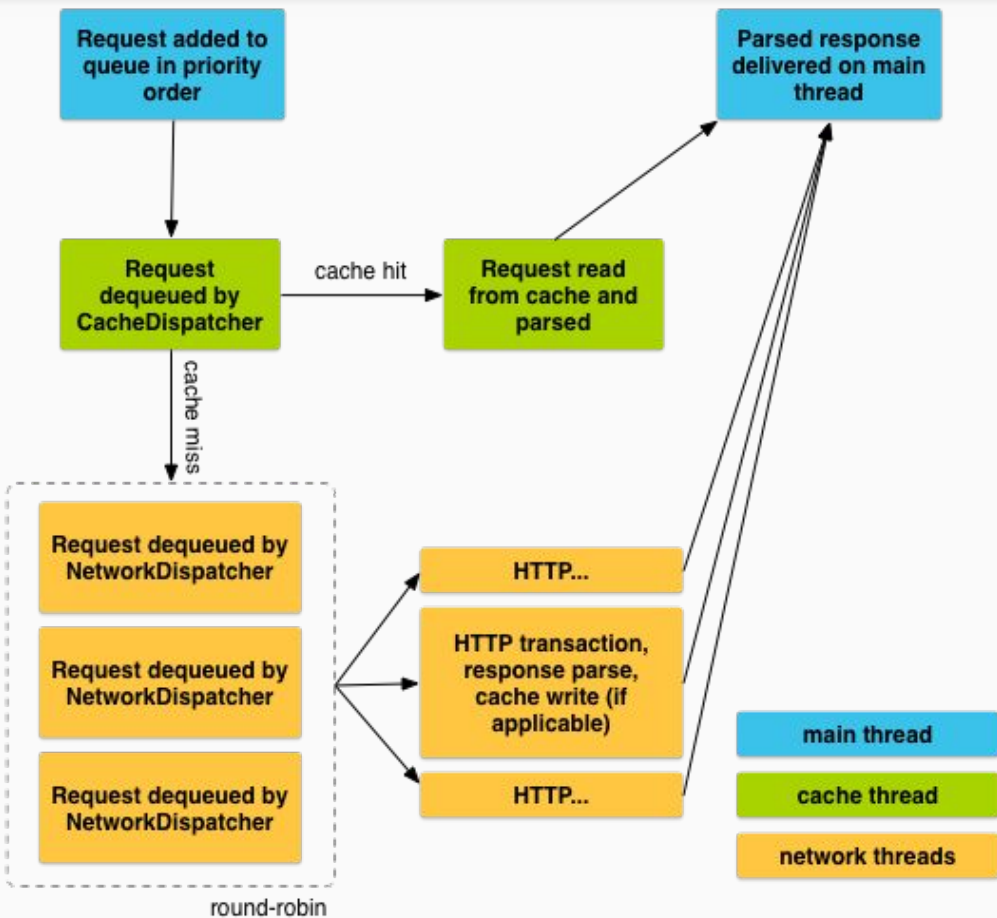 Request added to
queue in priority
order
Parsed response
delivered on main
thread
Request
dequeued by
CacheDispatcher
cache hit
Request read
from cache and
parsed
cache miss
Request dequeued by
NetworkDispatcher
Request dequeued by
NetworkDispatcher
Request dequeued by
NetworkDispatcher
round-robin
HTTP...
HTTP transaction,
response parse,
cache write (if
applicable)
HTTP...
main thread
cache thread
network threads